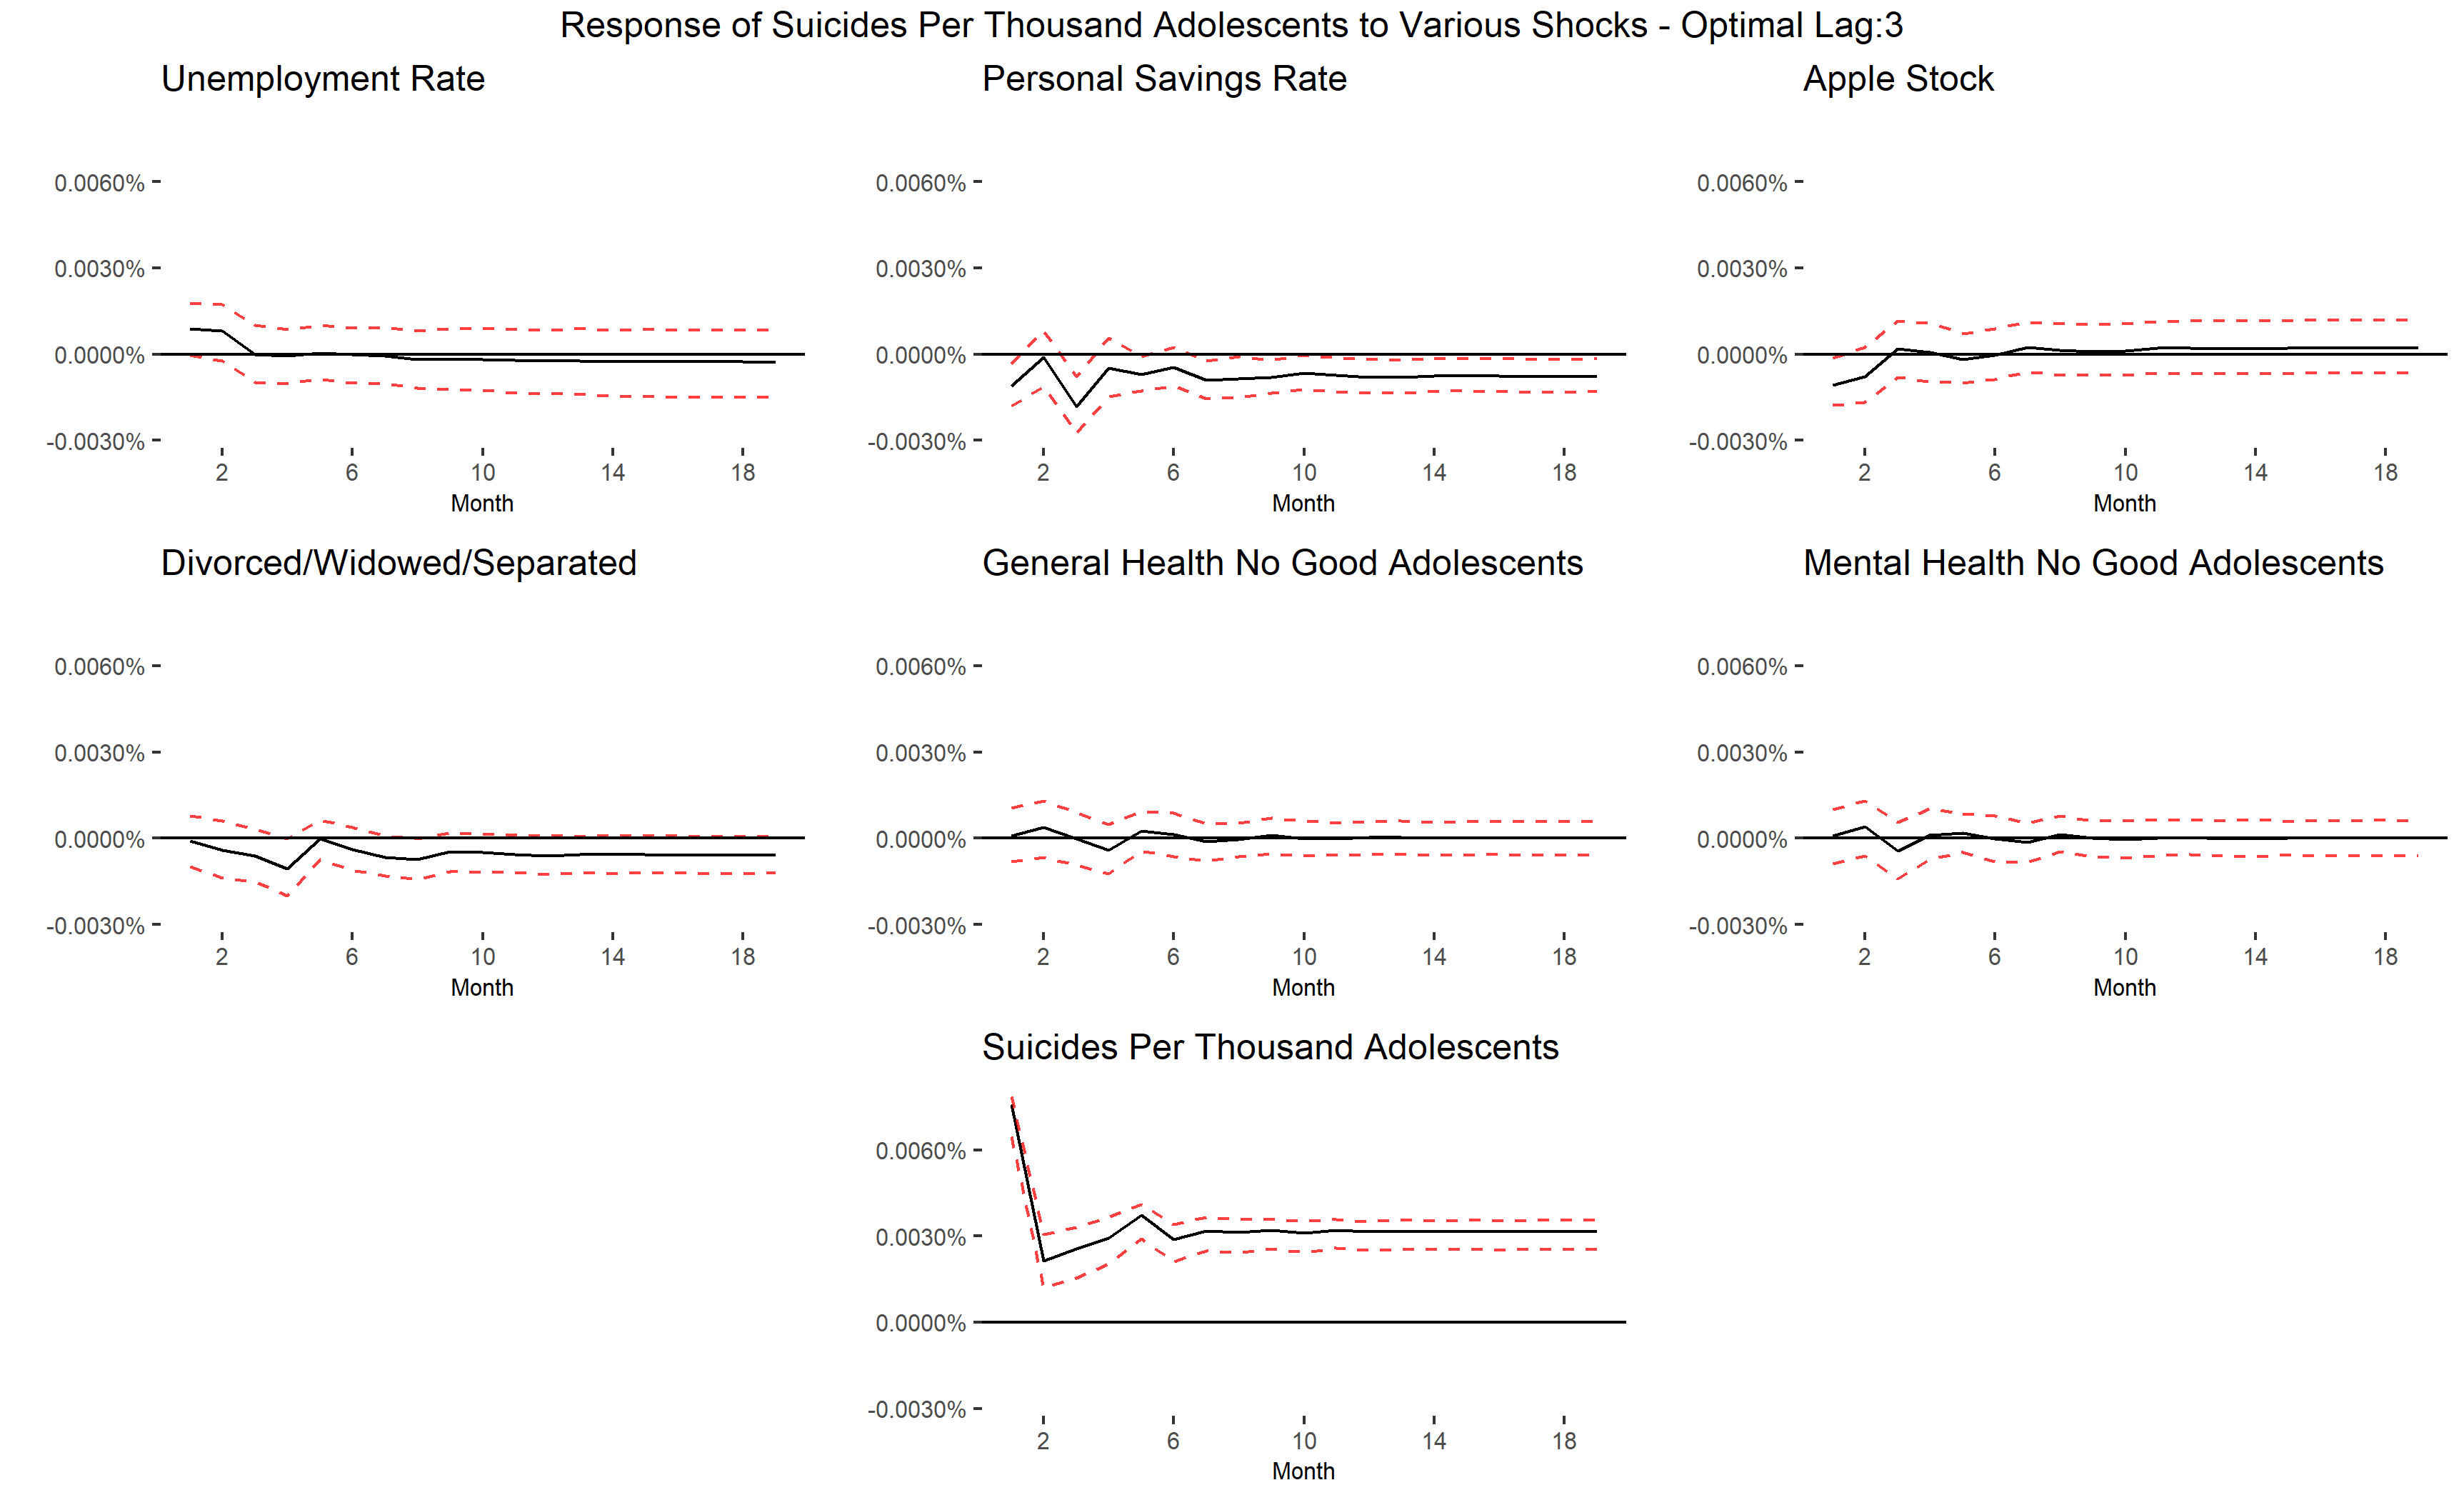 Response of Suicides Per Thousand Adolescents to Various Shocks - Optimal Lag:3
Unemployment Rate
0.0060%
0.0030%
0.0000%
-0.0030%
2 6 10 14 18
Month
Personal Savings Rate
0.0060%
0.0030%
0.0000%
-0.0030%
2 6 10 14 18
Month
Apple Stock
0.0060%
0.0030%
0.0000%
-0.0030%
2 6 10 14 18
Month
Divorced/Widowed/Separated
0.0060%
0.0030%
0.0000%
-0.0030%
2 6 10 14 18
Month
General Health No Good Adolescents
0.0060%
0.0030%
0.0000%
-0.0030%
2 6 10 14 18
Month
Mental Health No Good Adolescents
0.0060%
0.0030%
0.0000%
-0.0030%
2 6 10 14 18
Month
Suicides Per Thousand Adolescents
0.0060%
0.0030%
0.0000%
-0.0030%
2 6 10 14 18
Month